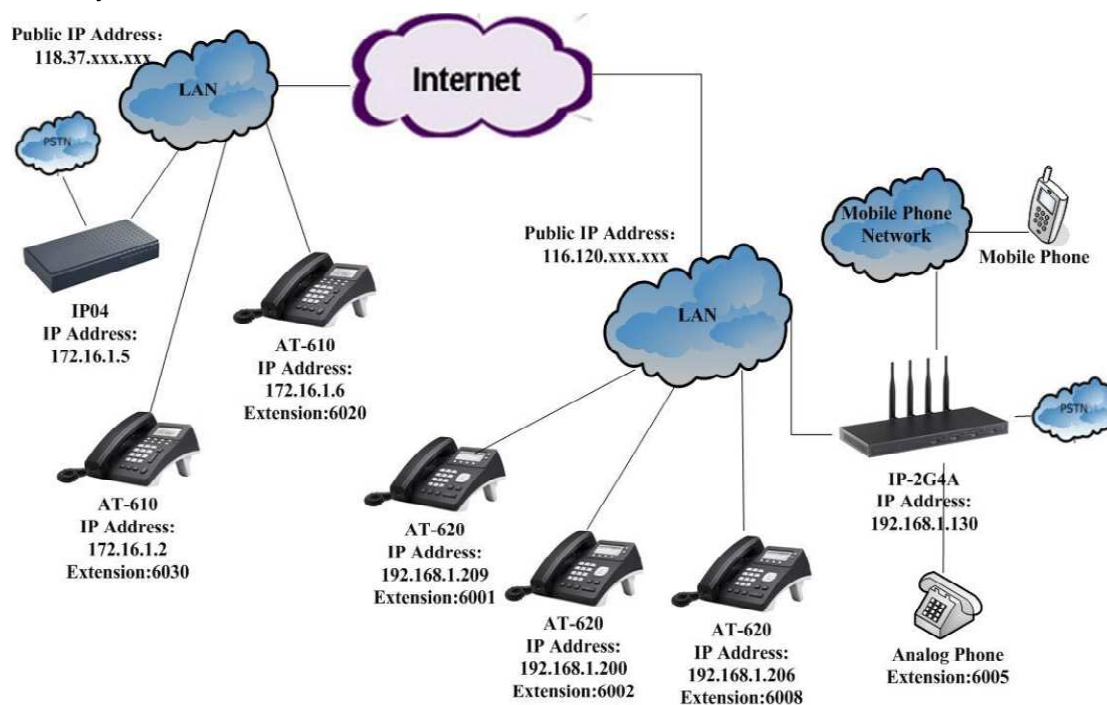 Public IP Address:
118.37.xxx.xxx
LAN
Internet
PSTN
IP04
IP Address:
172.16.1.5
AT-610
IP Address:
172.16.1.6
Extension:6020
AT-610
IP Address:
172.16.1.2
Extension:6030
Public IP Address:
116.120.xxx.xxx
LAN
Mobile Phone
Network
Mobile Phone
PSTN
IP-2G4A
IP Address:
192.168.1.130
AT-620
IP Address:
192.168.1.209
Extension:6001
AT-620
IP Address:
192.168.1.200
Extension:6002
AT-620
IP Address:
192.168.1.206
Extension:6008
Analog Phone
Extension:6005